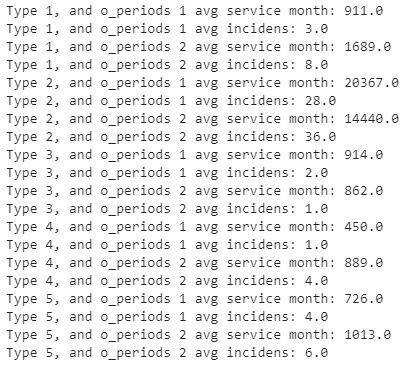 Type 1, and o_periods 1 avg service month: 911.0
Type 1, and o_periods 1 avg incidens: 3.0
Type 1, and o_periods 2 avg service month: 1689.0
Type 1, and o_periods 2 avg incidens: 8.0
Type 2, and o_periods 1 avg service month: 20367.0
Type 2, and o_periods 1 avg incidens: 28.0
Type 2, and o_periods 2 avg service month: 14440.0
Type 2, and o_periods 2 avg incidens: 36.0
Type 3, and o_periods 1 avg service month: 914.0
Type 3, and o_periods 1 avg incidens: 2.0
Type 3, and o_periods 2 avg service month: 862.0
Type 3, and o_periods 2 avg incidens: 1.0
Type 4, and o_periods 1 avg service month: 450.0
Type 4, and o_periods 1 avg incidens: 1.0
Type 4, and o_periods 2 avg service month: 889.0
Type 4, and o_periods 2 avg incidens: 4.0
Type 5, and o_periods 1 avg service month: 726.0
Type 5, and o_periods 1 avg incidens: 4.0
Type 5, and o_periods 2 avg service month: 1013.0
Type 5, and o_periods 2 avg incidens: 6.0